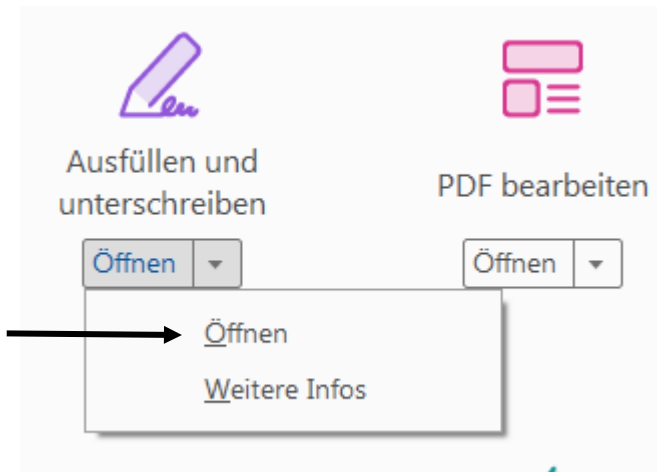 Ausfüllen und
unterschreiben
Öffnen
Öffnen
Weitere Infos
PDF bearbeiten
Öffnen